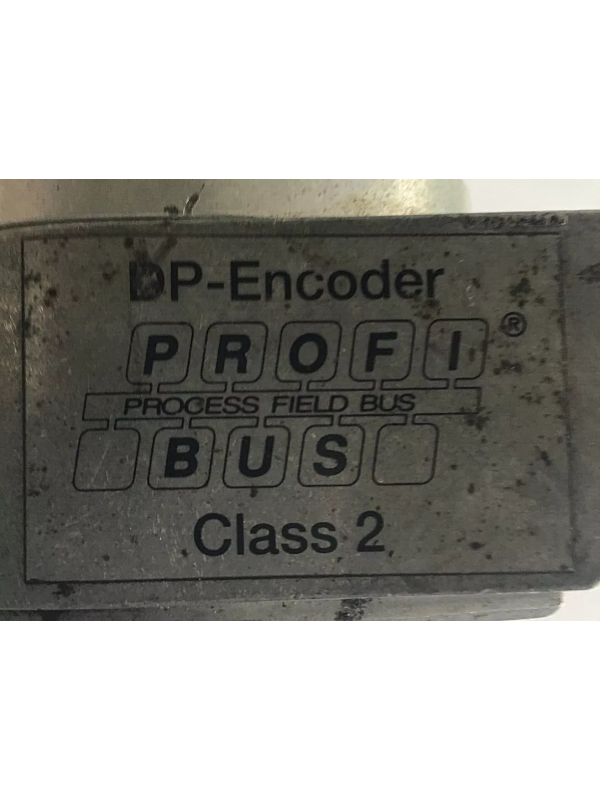 DP-Encoder
PROFI®
PROCESS FIELD BUS
BUS
Class 2